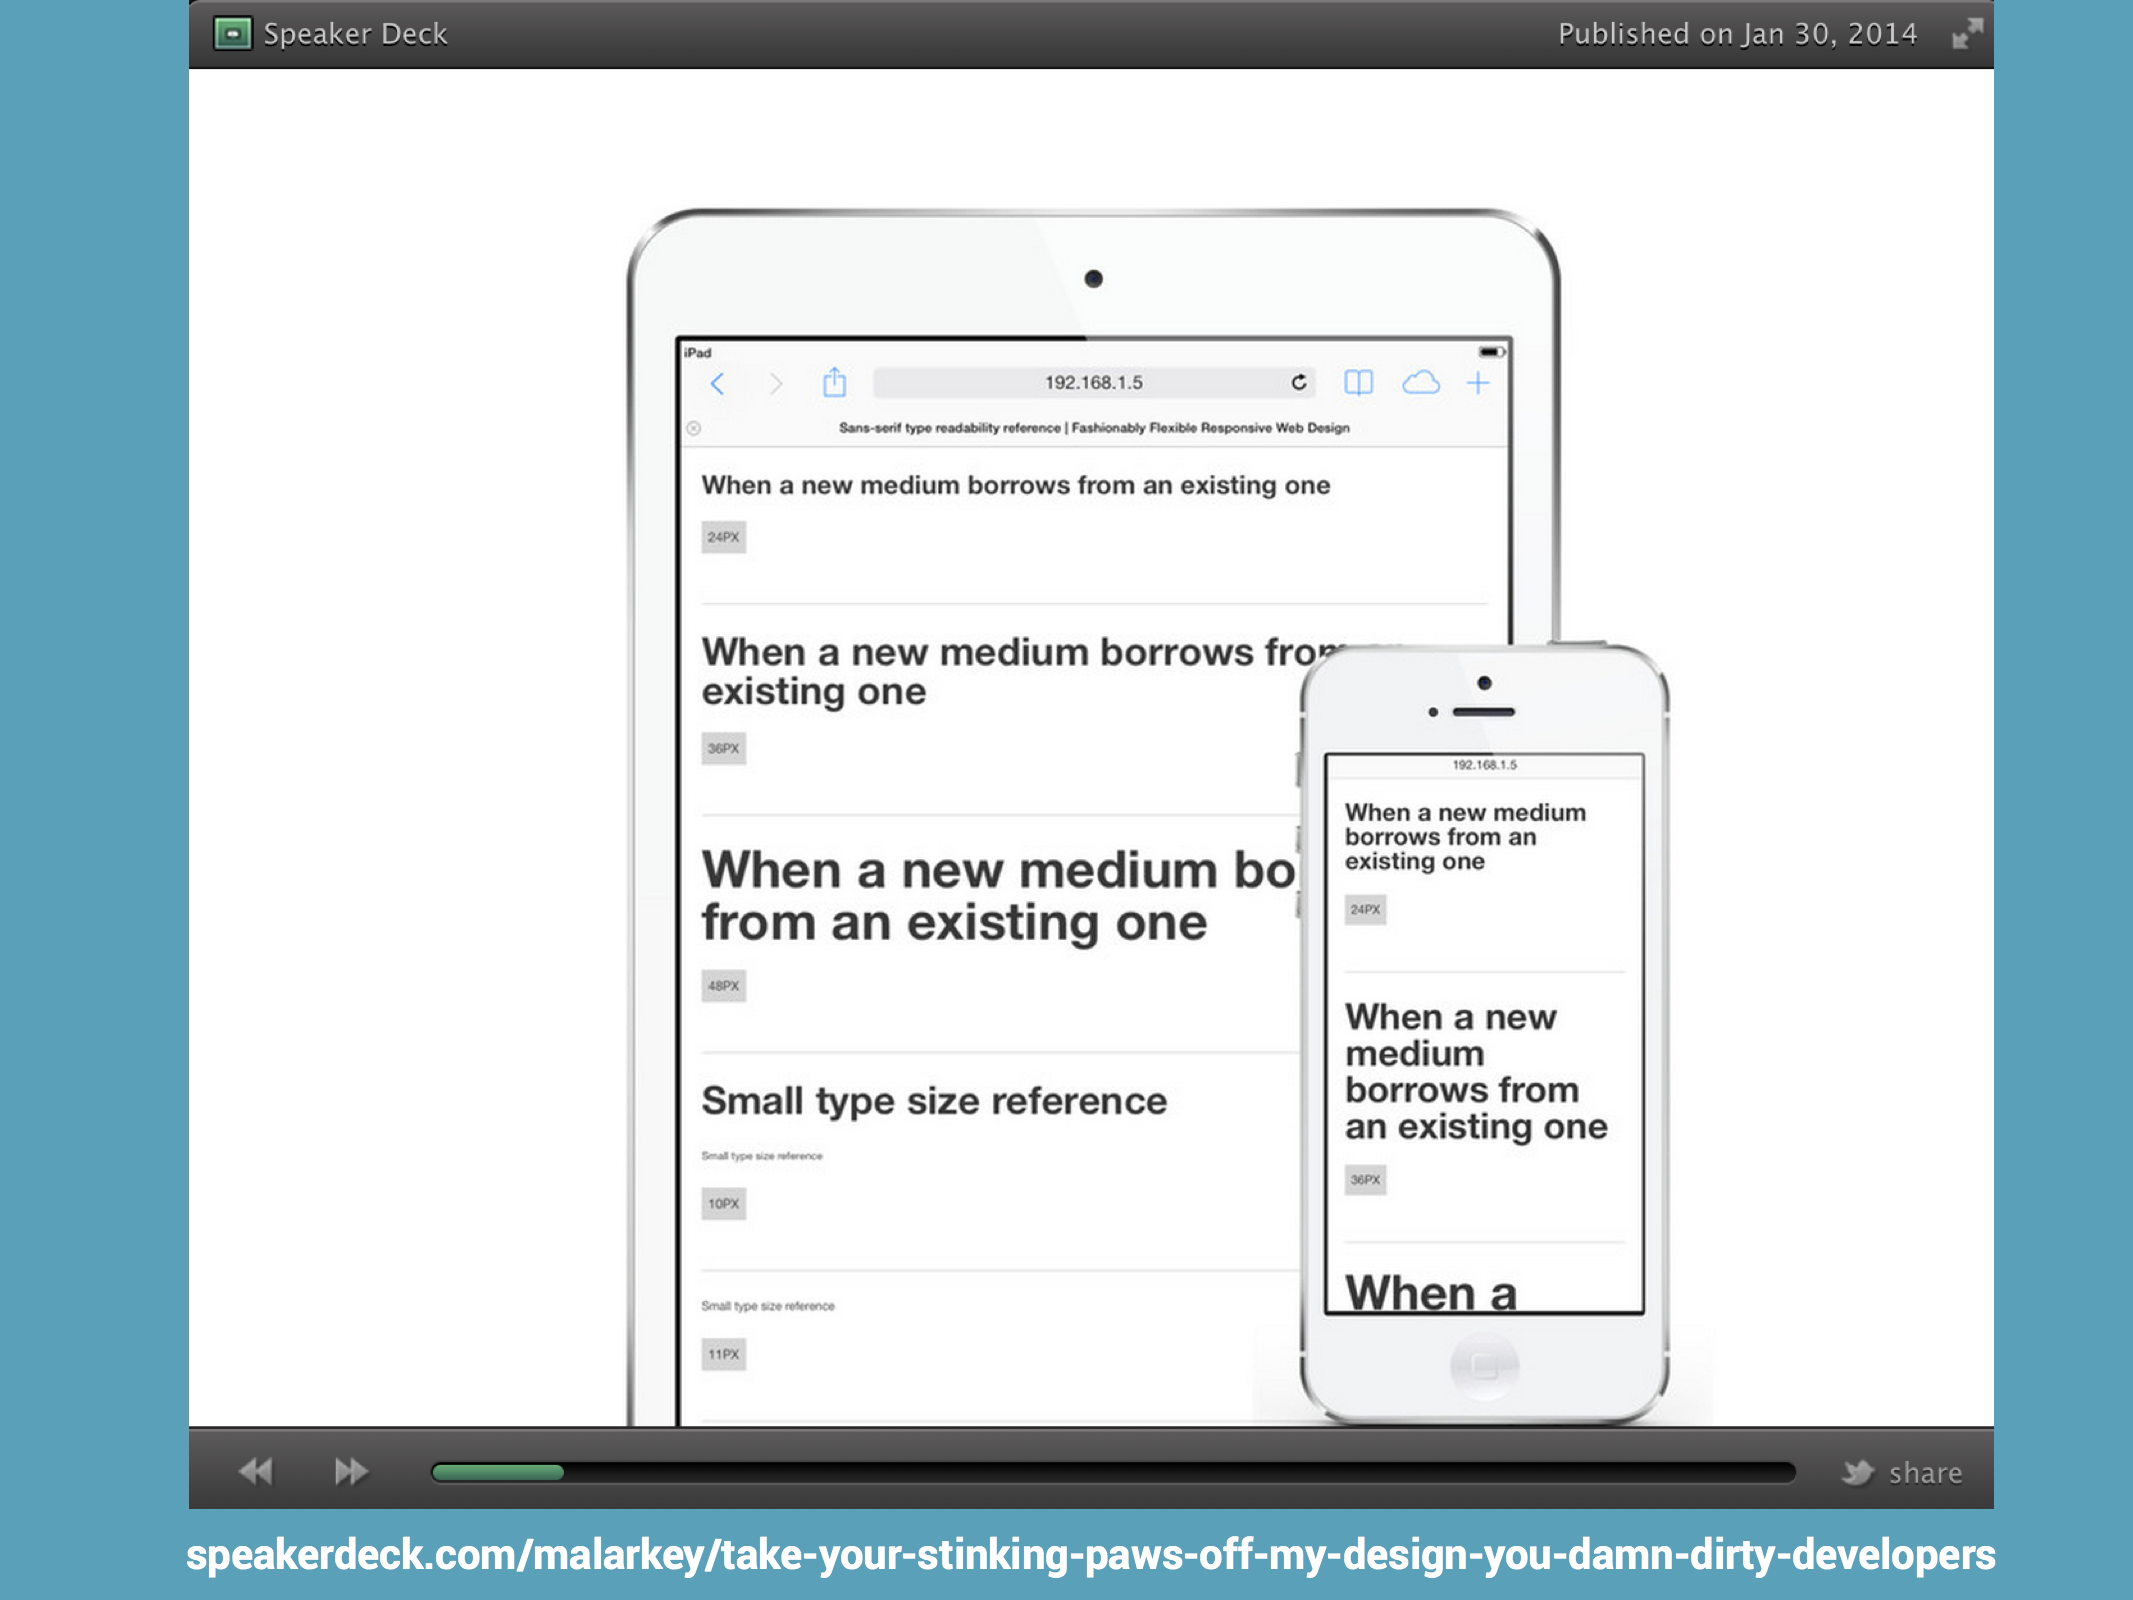 Speaker Deck
Published on Jan 30, 2014
iPad
192.168.1.5
Sans-serif type readability reference | Fashionably Flexible Responsive Web Design
When a new medium borrows from an existing one
24PX
When a new medium borrows from
existing one
36PX
When a new medium bo
from an existing one
48PX
Small type size reference
Small type size reference
10PX
Small type size reference
11PX
192.168.1.5
When a new medium
borrows from an
existing one
24PX
When a new
medium
borrows from
an existing one
36PX
When a
share
speakerdeck.com/malarkey/take-your-stinking-paws-off-my-design-you-damn-dirty-developers